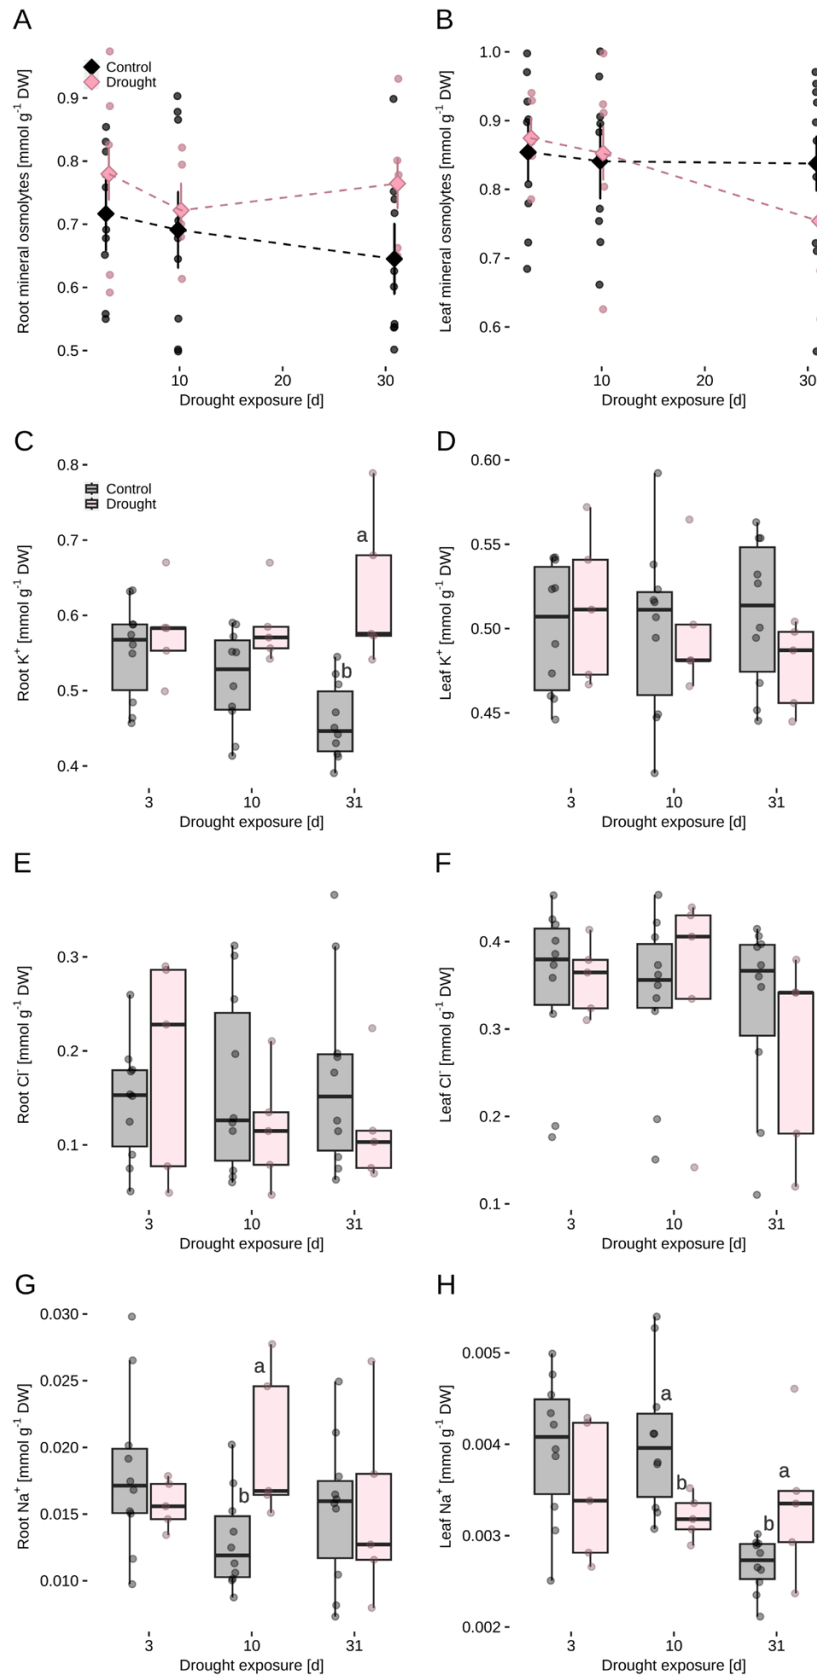 A
B
Root mineral osmolytes [mmol g-1 DW]
Control
Drought
0.9
0.8
0.7
0.6
0.5
10
20
30
Drought exposure [d]
Leaf mineral osmolytes [mmol g-1 DW]
1.0
0.9
0.8
0.7
0.6
10
20
30
Drought exposure [d]
C
D
Root K+ [mmol g-1 DW]
Control
Drought
0.8
0.7
0.6
0.5
0.4
a
b
3
10
31
Drought exposure [d]
Leaf K+ [mmol g-1 DW]
0.60
0.55
0.50
0.45
3
10
31
Drought exposure [d]
E
F
Root Cl- [mmol g-1 DW]
0.3
0.2
0.1
3
10
31
Drought exposure [d]
Leaf Cl- [mmol g-1 DW]
0.4
0.3
0.2
0.1
3
10
31
Drought exposure [d]
G
H
Root Na+ [mmol g-1 DW]
0.030
0.025
0.020
0.015
0.010
a
b
3
10
31
Drought exposure [d]
Leaf Na+ [mmol g-1 DW]
0.005
0.004
0.003
0.002
a
b
a
b
3
10
31
Drought exposure [d]